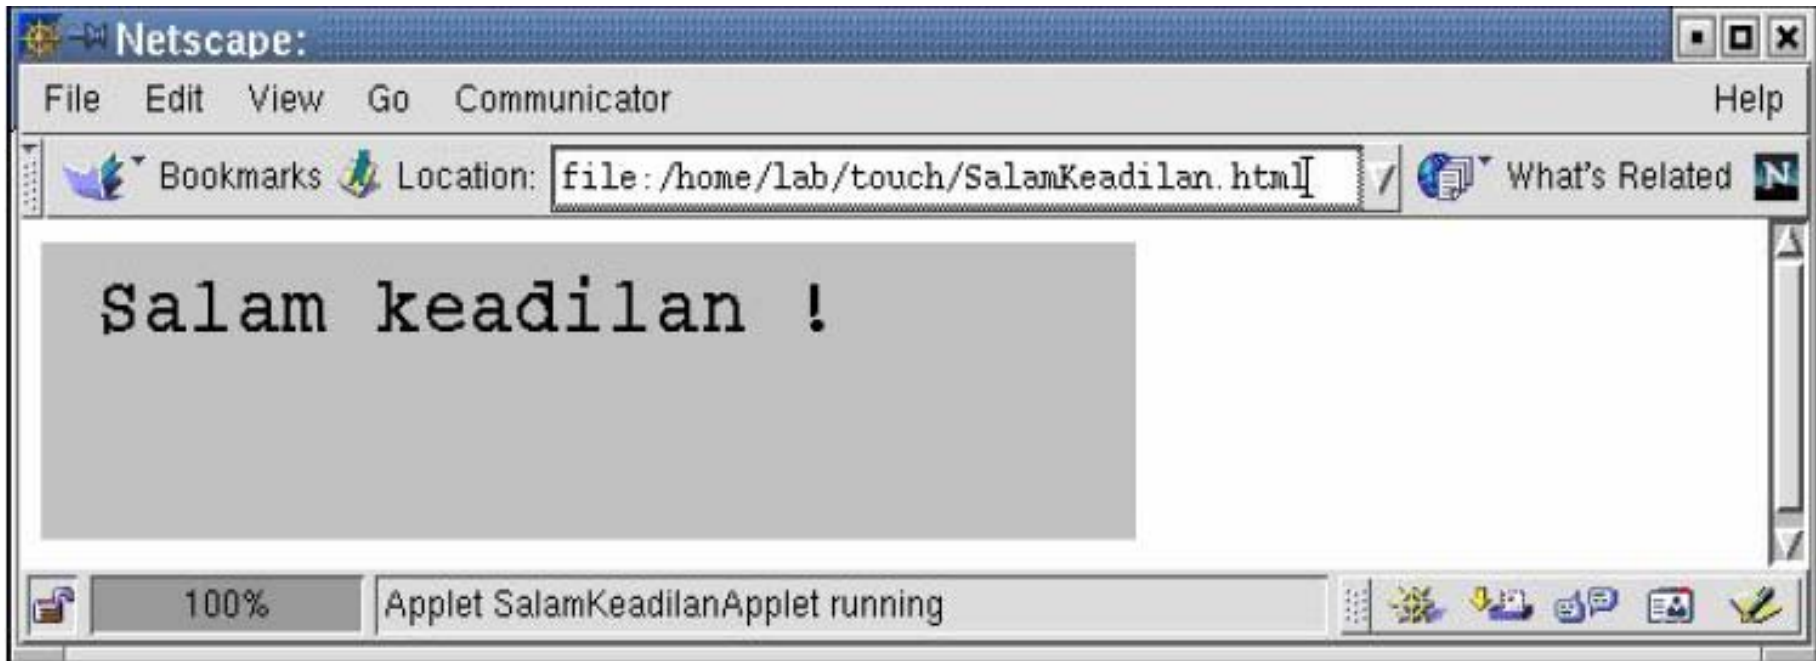 Netscape:
File Edit View Go Communicator Help
Bookmarks Location: file:/home/lab/touch/SalamKeadilan.html What's Related N
Salam keadilan !
100% Applet SalamKeadilanApplet running